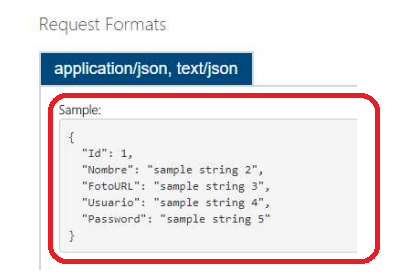 Request Formats
application/json, text/json
Sample:
{
"Id": 1,
"Nombre": "sample string 2",
"FotoURL": "sample string 3",
"Usuario": "sample string 4",
"Password": "sample string 5"
}